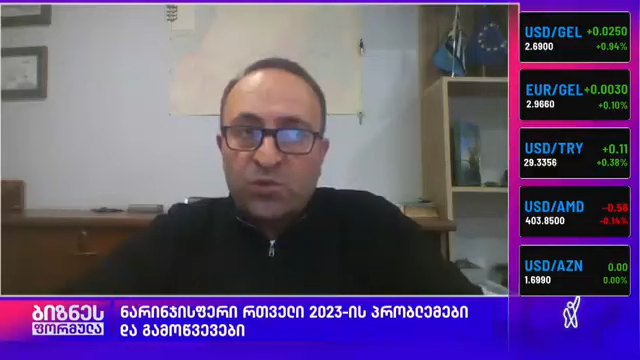 USD/GEL +0.0250
2.6900 +0.94%
EUR/GEL +0.0030
2.9660 +0.10%
USD/TRY +0.11
29.3356 +0.38%
USD/AMD -0.56
403.8500 -0.14%
USD/AZN 0.00
1.6990 0.00%
ბიზნეს
ფორმულა
ნარინჯისფერი რთველი 2023-ის პრობლემები
და გამოწვევები